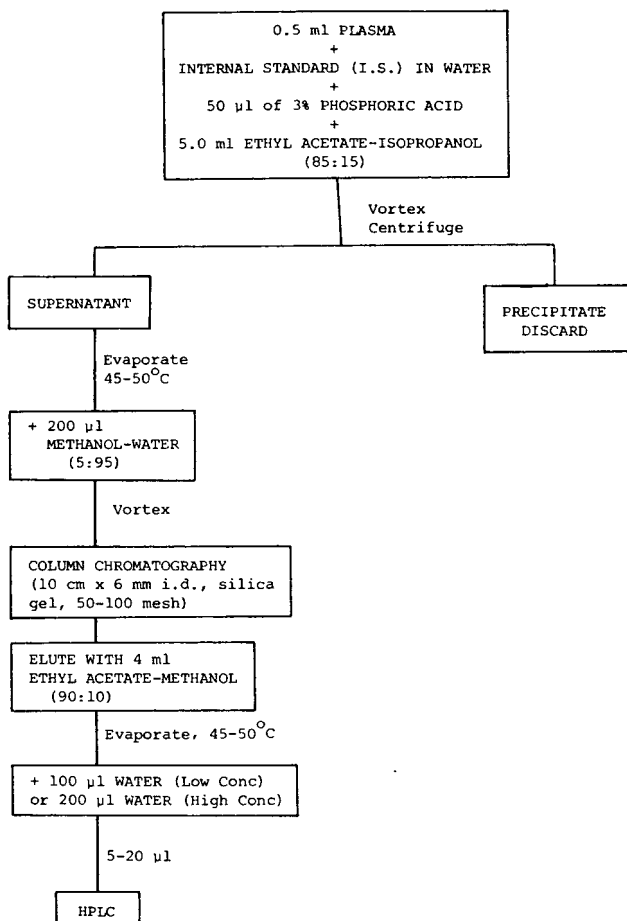 0.5 ml PLASMA
+
INTERNAL STANDARD (I.S.) IN WATER
+
50 µl of 3% PHOSPHORIC ACID
+
5.0 ml ETHYL ACETATE-ISOPROPANOL
(85:15)
Vortex
Centrifuge
SUPERNATANT
PRECIPITATE
DISCARD
Evaporate
45-50°C
+ 200 µl
METHANOL-WATER
(5:95)
Vortex
COLUMN CHROMATOGRAPHY
(10 cm x 6 mm i.d., silica
gel, 50-100 mesh)
ELUTE WITH 4 ml
ETHYL ACETATE-METHANOL
(90:10)
Evaporate, 45-50°C
+ 100 µl WATER (Low Conc)
or 200 µl WATER (High Conc)
5-20 µl
HPLC